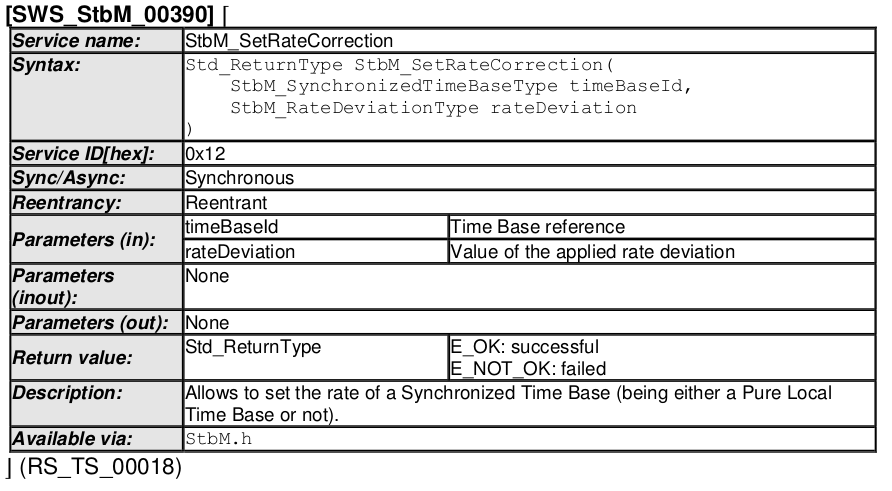 [SWS_StbM_00390] ⌈
Service name: StbM_SetRateCorrection
Syntax: Std_ReturnType StbM_SetRateCorrection(
StbM_SynchronizedTimeBaseType timeBaseId,
StbM_RateDeviationType rateDeviation
)
Service ID[hex]: 0x12
Sync/Async: Synchronous
Reentrancy: Reentrant
Parameters (in): timeBaseId Time Base reference
rateDeviation Value of the applied rate deviation
Parameters None
(inout):
Parameters (out): None
Return value: Std_ReturnType E_OK: successful
E_NOT_OK: failed
Description: Allows to set the rate of a Synchronized Time Base (being either a Pure Local
Time Base or not).
Available via: StbM.h
⌋ (RS_TS_00018)